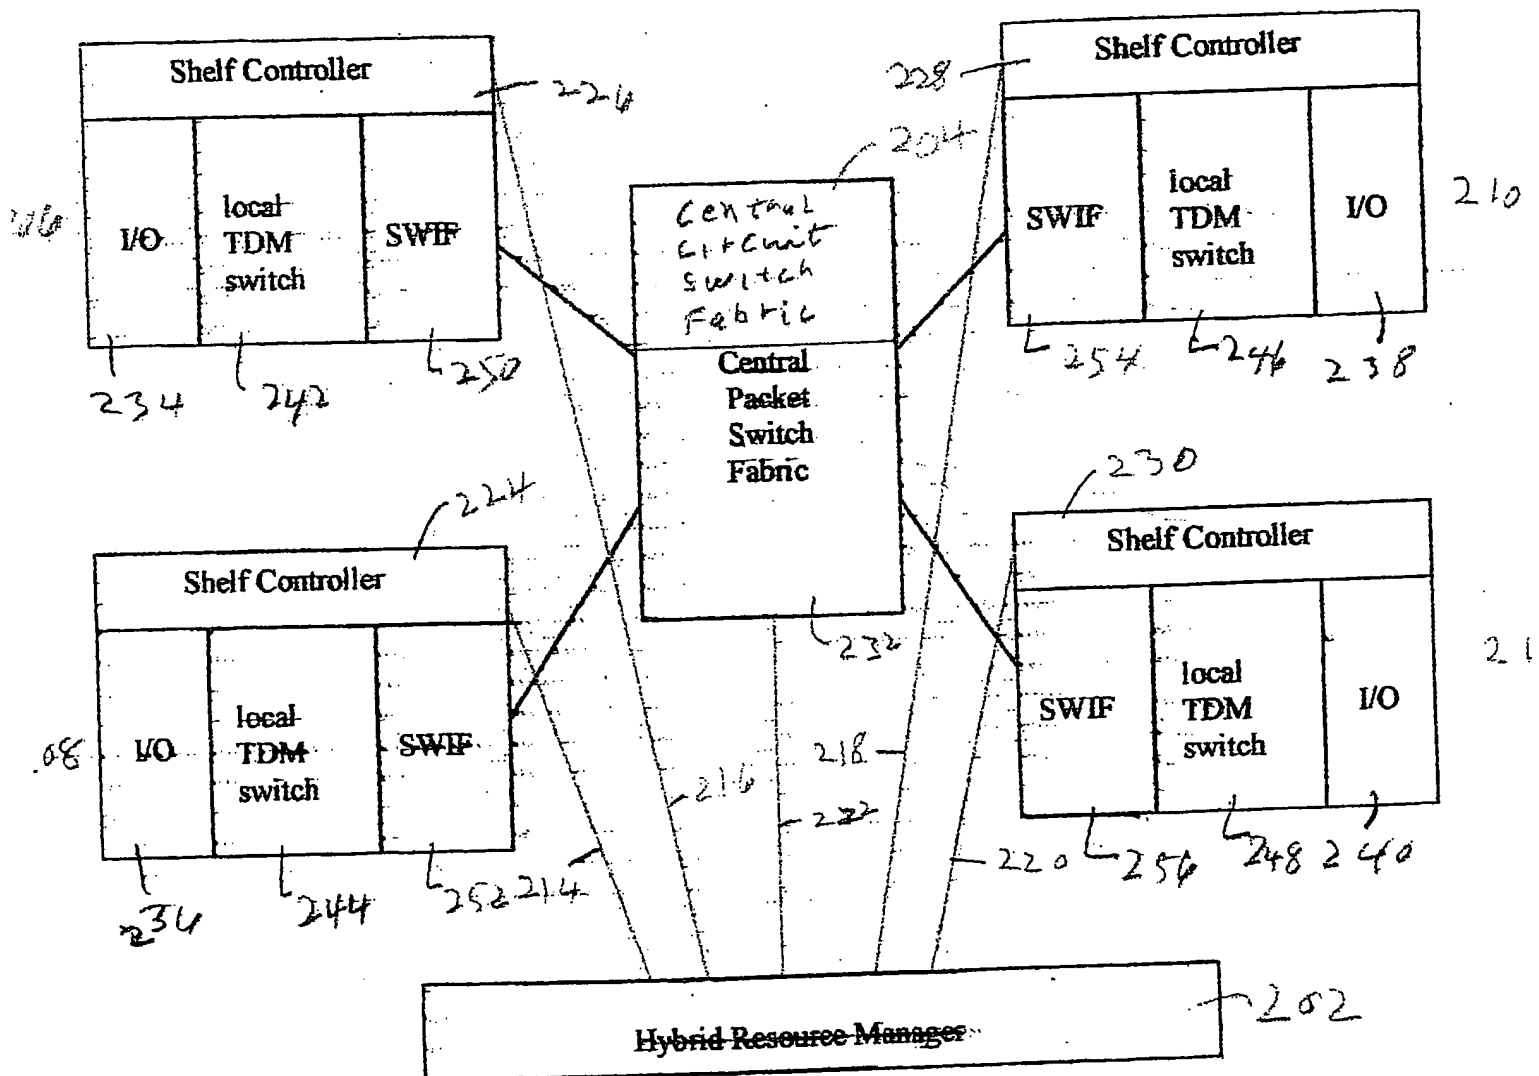 Shelf Controller
226
I/O
local
TDM
switch
SWIF
234
242
250
Shelf Controller
228
SWIF
local
TDM
switch
I/O
210
254
246
238
204
Central
Circuit
Switch
Fabric
Central
Packet
Switch
Fabric
232
224
Shelf Controller
08
I/O
local
TDM
switch
SWIF
236
244
252
214
216
222
218
220
230
Shelf Controller
SWIF
local
TDM
switch
I/O
21
256
248
240
Hybrid Resource Manager
202